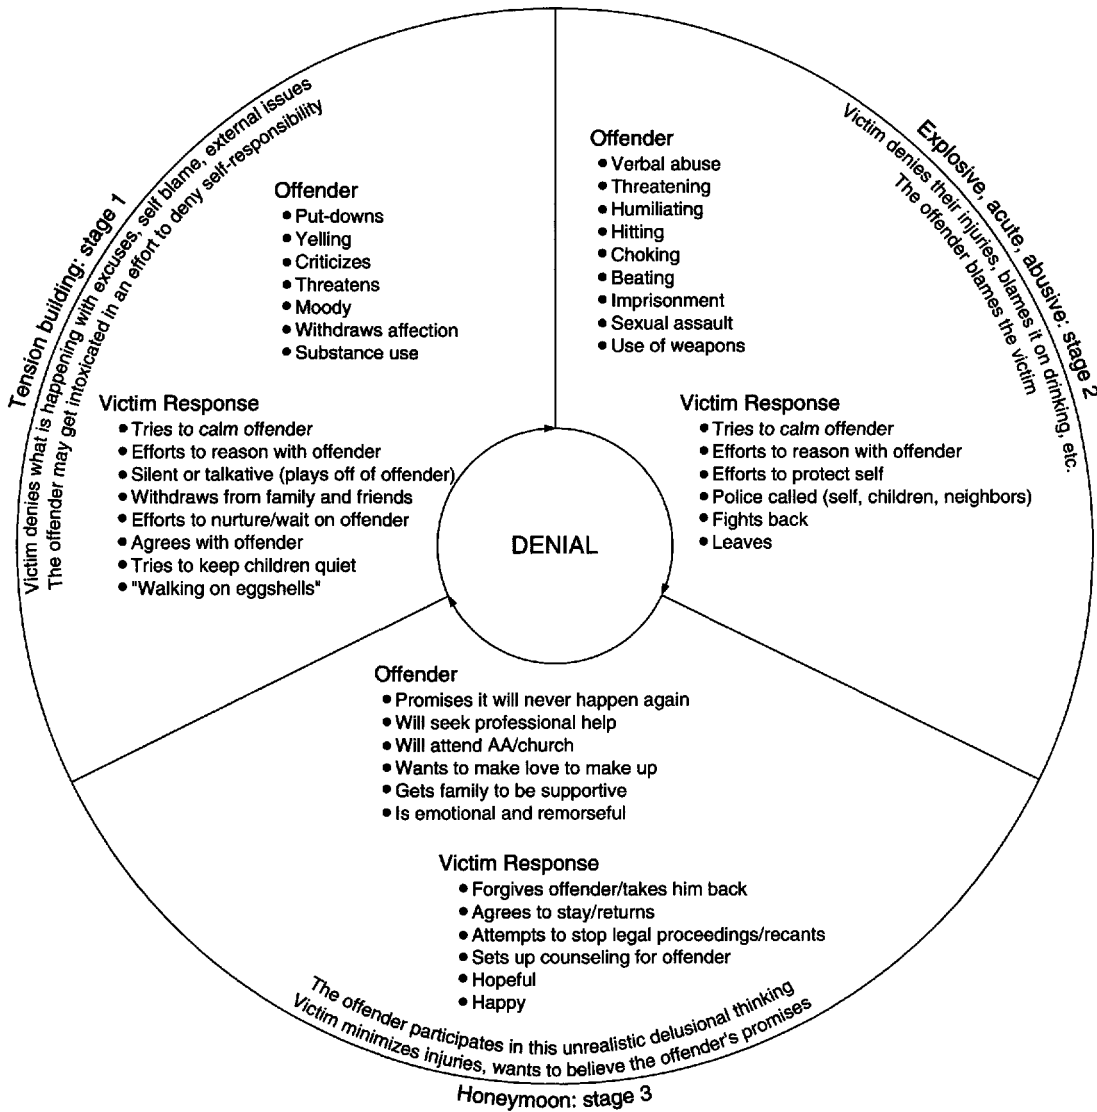 Tension building: stage 1
Victim denies what is happening with excuses, self blame, external issues
The offender may get intoxicated in an effort to deny self-responsibility
Offender
• Put-downs
• Yelling
• Criticizes
• Threatens
• Moody
• Withdraws affection
• Substance use
Victim Response
• Tries to calm offender
• Efforts to reason with offender
• Silent or talkative (plays off of offender)
• Withdraws from family and friends
• Efforts to nurture/wait on offender
• Agrees with offender
• Tries to keep children quiet
• "Walking on eggshells"
Explosive, acute, abusive: stage 2
Victim denies their injuries, blames it on drinking, etc.
The offender blames the victim
Offender
• Verbal abuse
• Threatening
• Humiliating
• Hitting
• Choking
• Beating
• Imprisonment
• Sexual assault
• Use of weapons
Victim Response
• Tries to calm offender
• Efforts to reason with offender
• Efforts to protect self
• Police called (self, children, neighbors)
• Fights back
• Leaves
DENIAL
Offender
• Promises it will never happen again
• Will seek professional help
• Will attend AA/church
• Wants to make love to make up
• Gets family to be supportive
• Is emotional and remorseful
Victim Response
• Forgives offender/takes him back
• Agrees to stay/returns
• Attempts to stop legal proceedings/recants
• Sets up counseling for offender
• Hopeful
• Happy
The offender participates in this unrealistic delusional thinking
Victim minimizes injuries, wants to believe the offender's promises
Honeymoon: stage 3